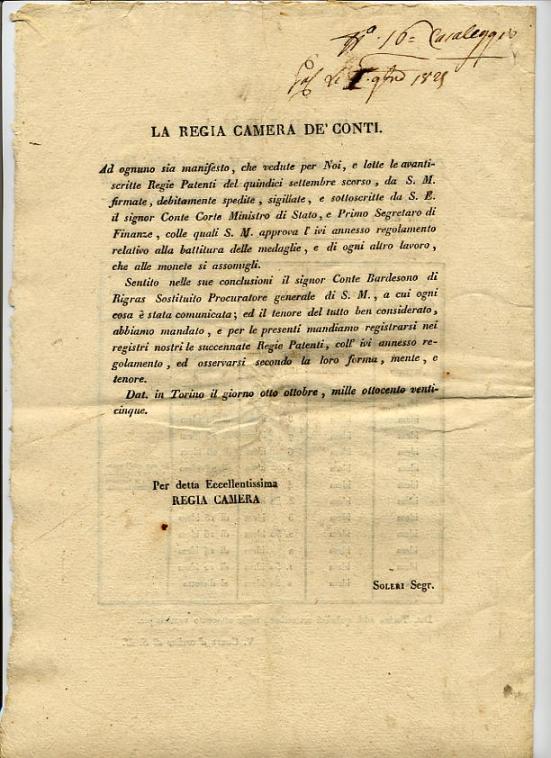 N.º 16= Casaleggio
1825
LA REGIA CAMERA DE' CONTI.
Ad ognuno sia manifesto, che vedute per Noi, e lette le avanti-
scritte Regie Patenti del quindici settembre scorso, da S. M.
firmate, debitamente spedite, sigillate, e sottoscritte da S. E.
il signor Conte Corte Ministro di Stato, e Primo Segretaro di
Finanze, colle quali S. M. approva l' ivi annesso regolamento
relativo alla battitura delle medaglie, e di ogni altro lavoro,
che alle monete si assomigli.
Sentito nelle sue conclusioni il signor Conte Bardesono di
Rigras Sostituito Procuratore generale di S. M., a cui ogni
cosa è stata comunicata; ed il tenore del tutto ben considerato,
abbiamo mandato, e per le presenti mandiamo registrarsi nei
registri nostri le succennate Regie Patenti, coll' ivi annesso re-
golamento, ed osservarsi secondo la loro forma, mente, e
tenore.
Dat. in Torino il giorno otto ottobre, mille ottocento venti-
cinque.
Per detta Eccellentissima
REGIA CAMERA
SOLERI Segr.